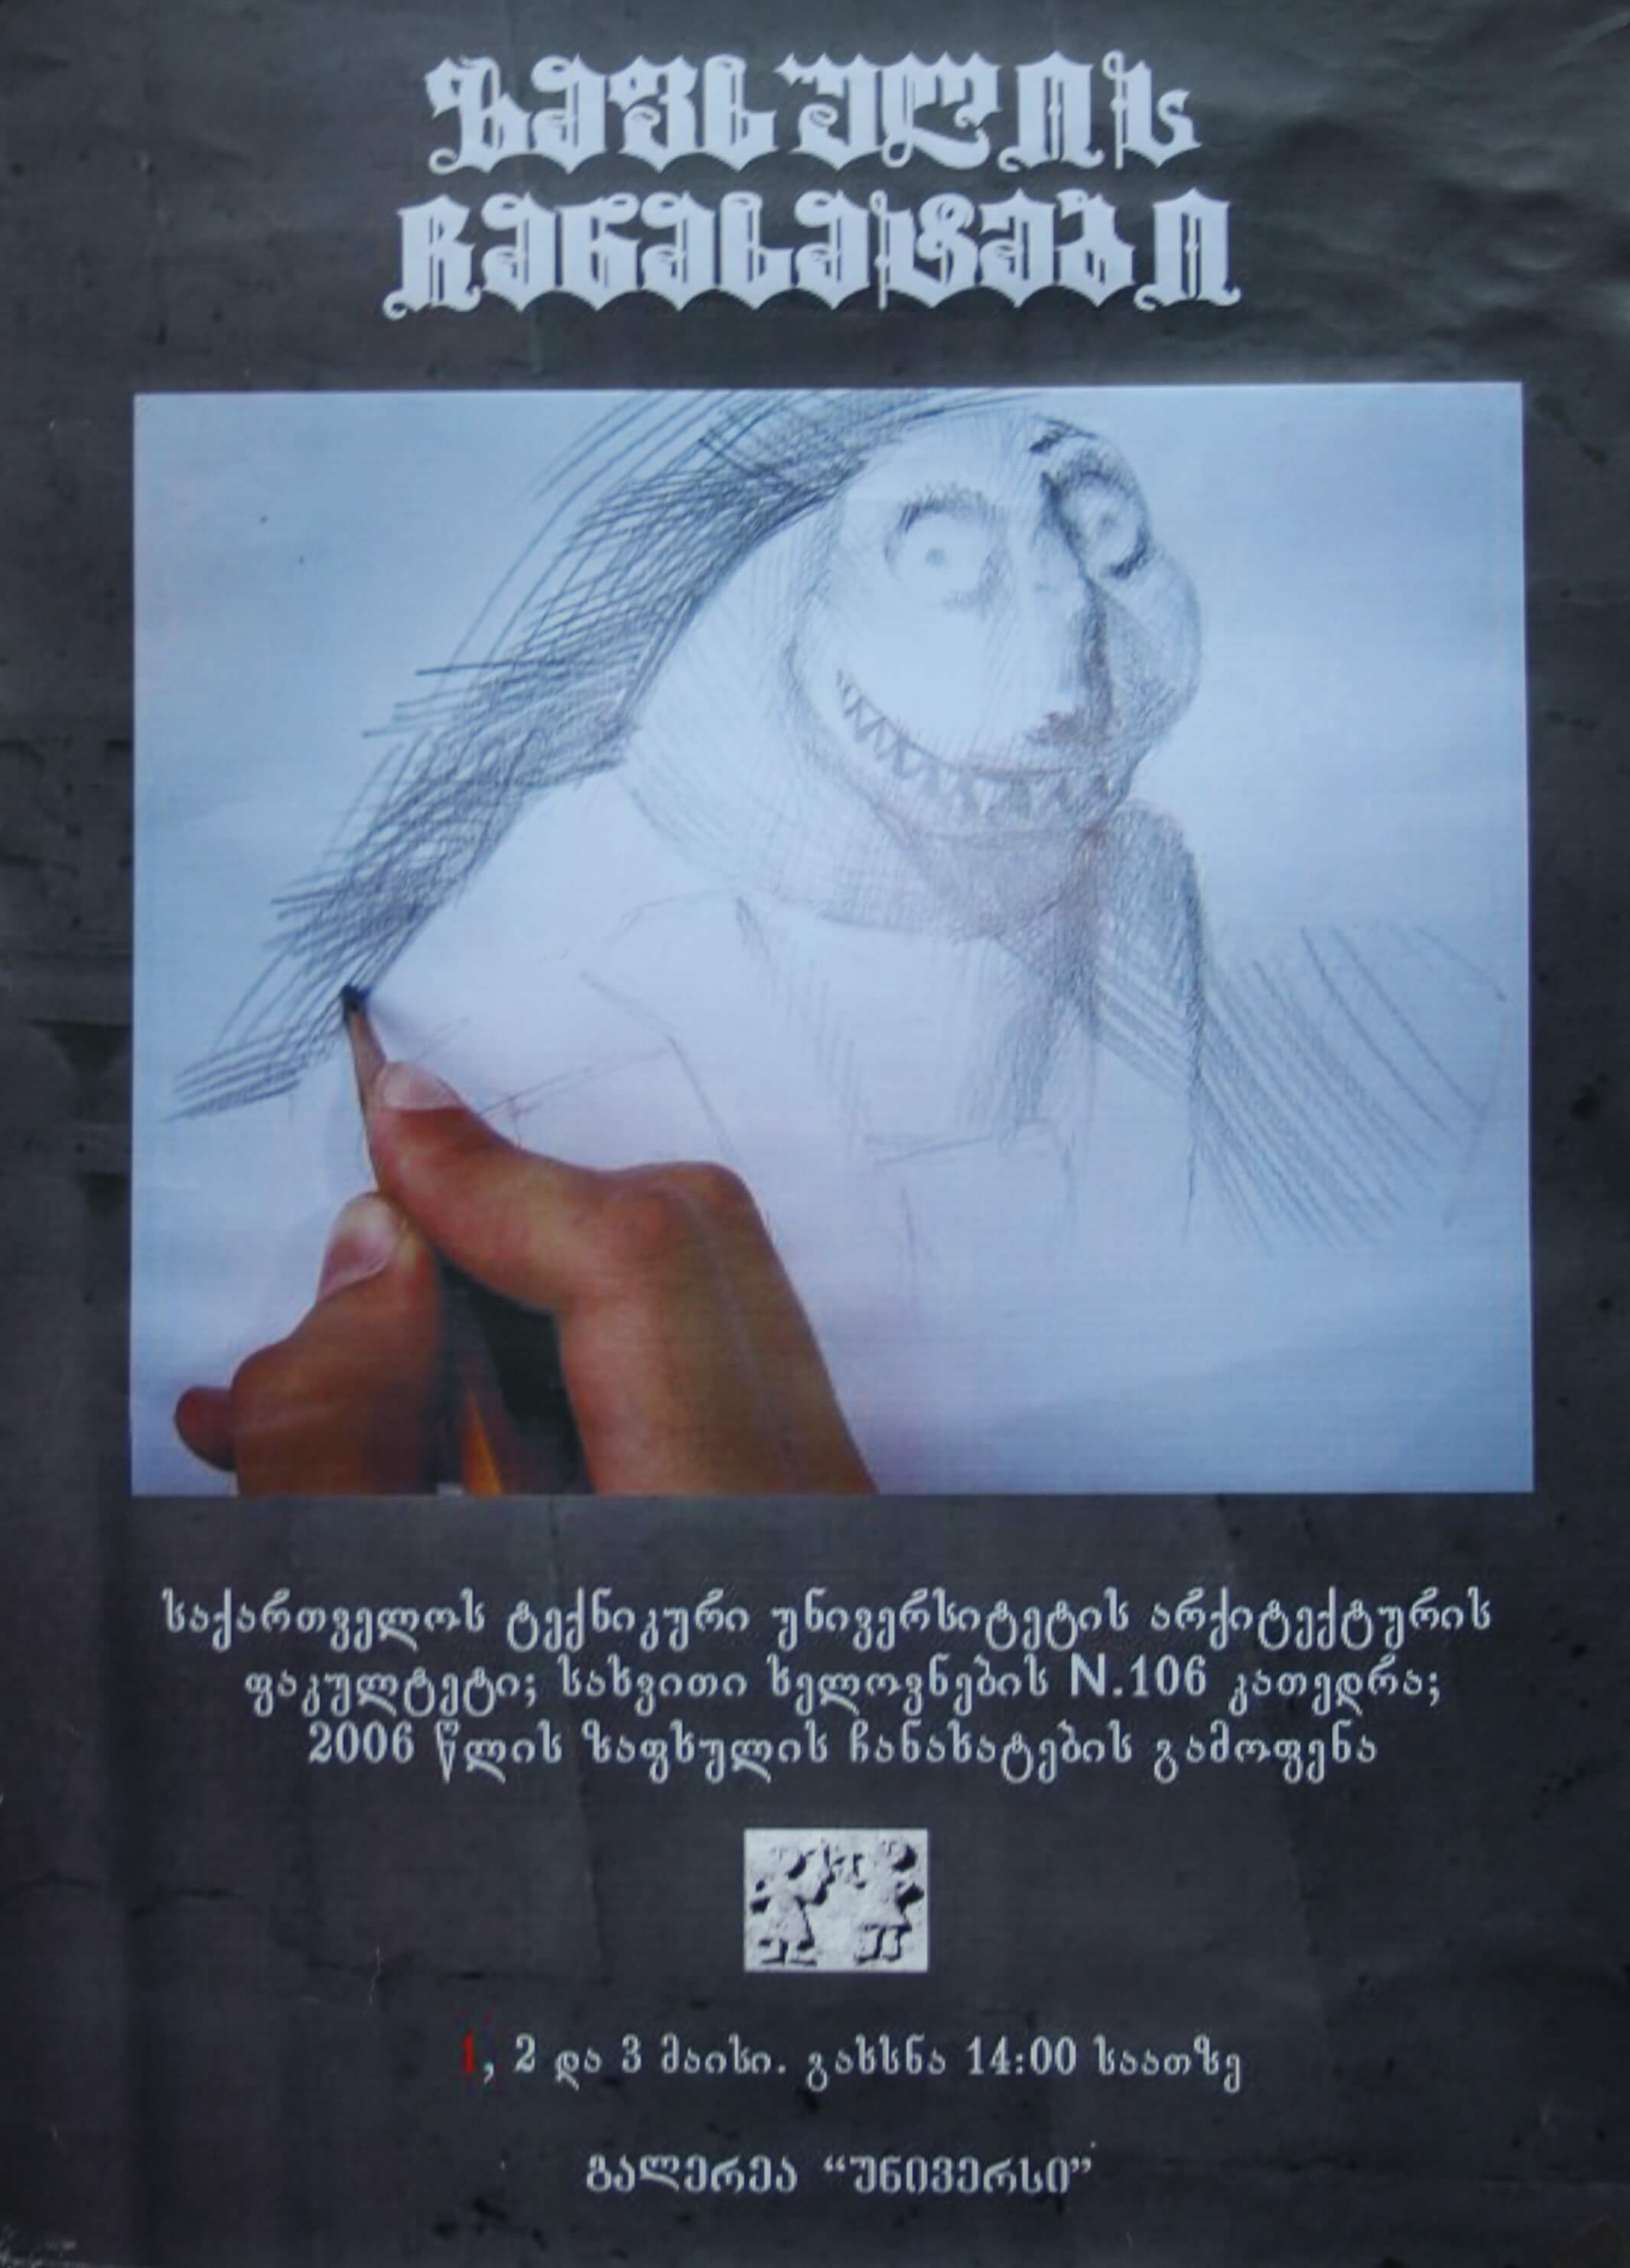 ზაფხულის
ჩანახატები
საქართველოს ტექნიკური უნივერსიტეტის არქიტექტურის
ფაკულტეტი; სახვითი ხელოვნების N.106 კათედრა;
2006 წლის ზაფხულის ჩანახატების გამოფენა
1, 2 და 3 მაისი. გახსნა 14:00 საათზე
გალერეა “უნივერსი”